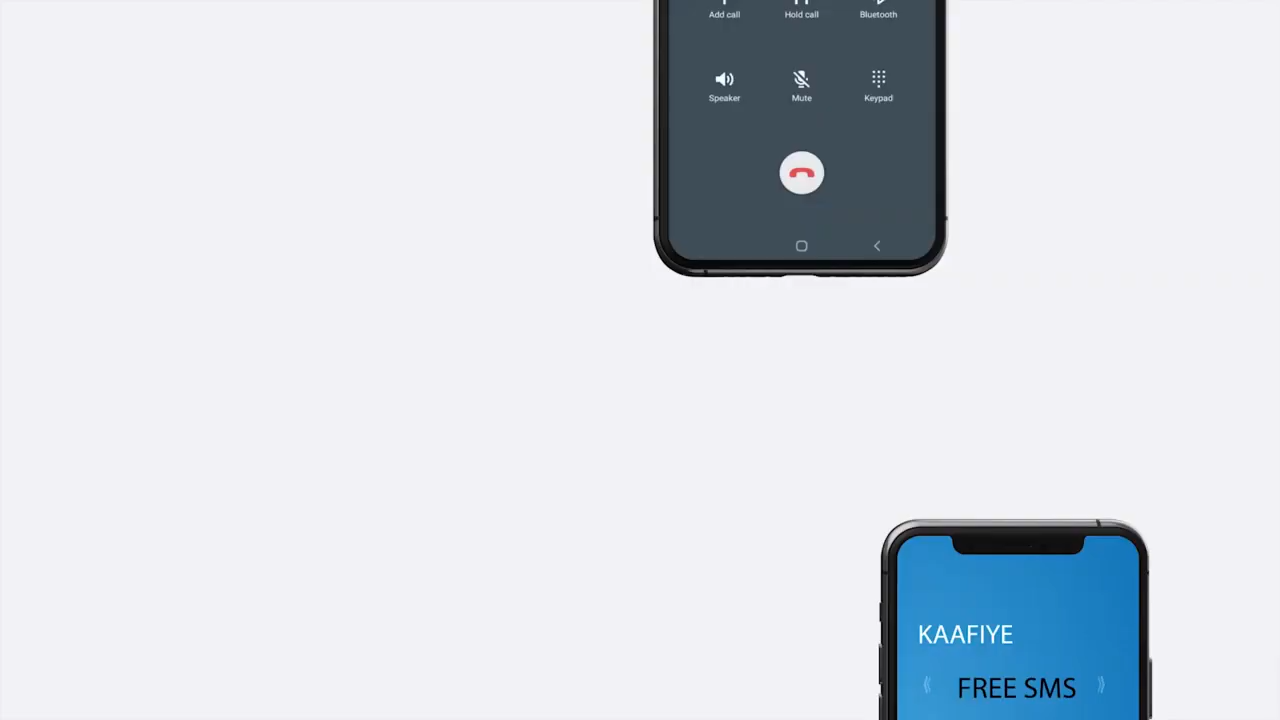 Add call Hold call Bluetooth
Speaker Mute Keypad
KAAFIYE
FREE SMS